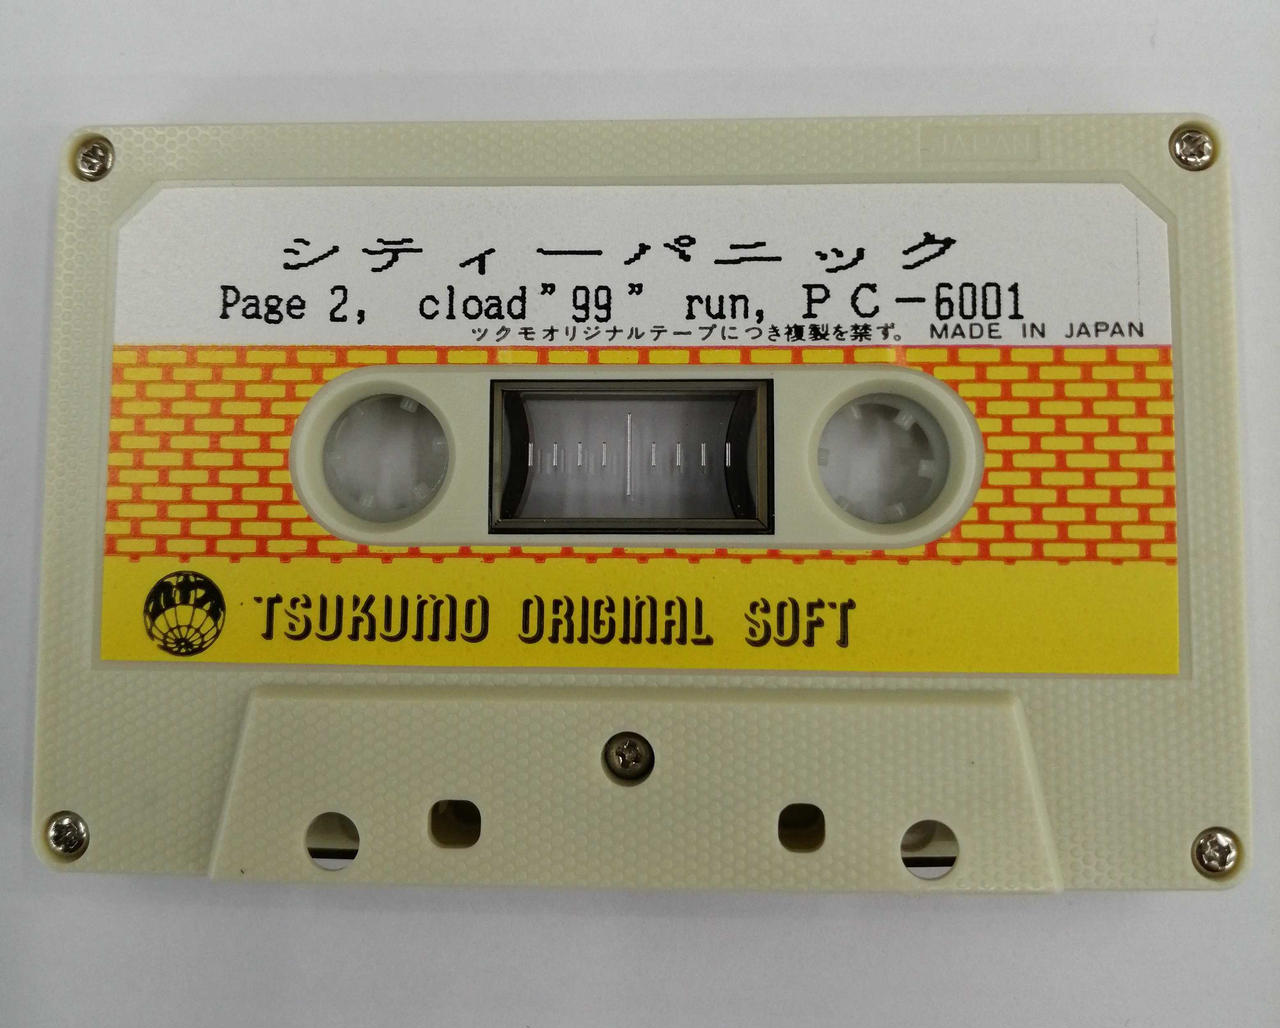 JAPAN
シティーパニック
Page 2, cload”99” run, PC-6001
ツクモオリジナルテープにつき複製を禁ず。 MADE IN JAPAN
TSUKUMO ORIGINAL SOFT